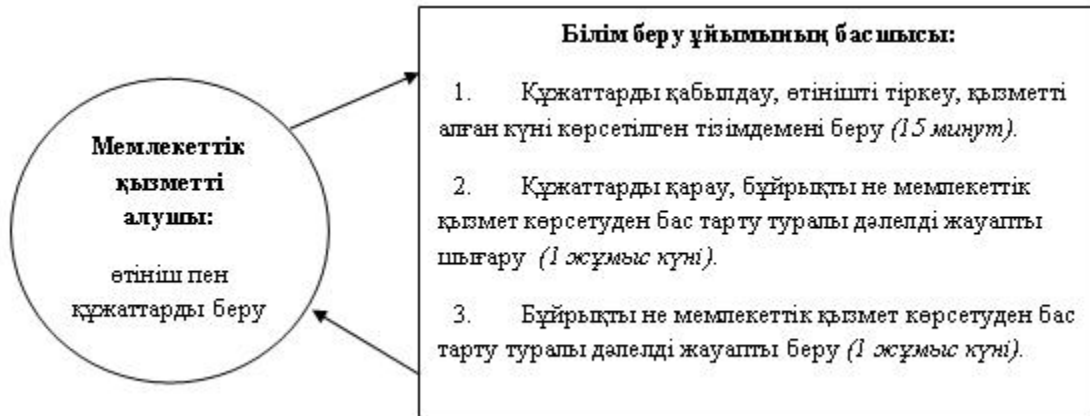 Мемлекеттік
қызметті
алушы:
өтініш пен
құжаттарды беру
Білім беру ұйымының басшысы:
1. Құжаттарды қабылдау, өтінішті тіркеу, қызметті
алған күні көрсетілген тізімдемені беру (15 минут).
2. Құжаттарды қарау, бұйрықты не мемлекеттік
қызмет көрсетуден бас тарту туралы дәлелді жауапты
шығару (1 жұмыс күні).
3. Бұйрықты не мемлекеттік қызмет көрсетуден бас
тарту туралы дәлелді жауапты беру (1 жұмыс күні).